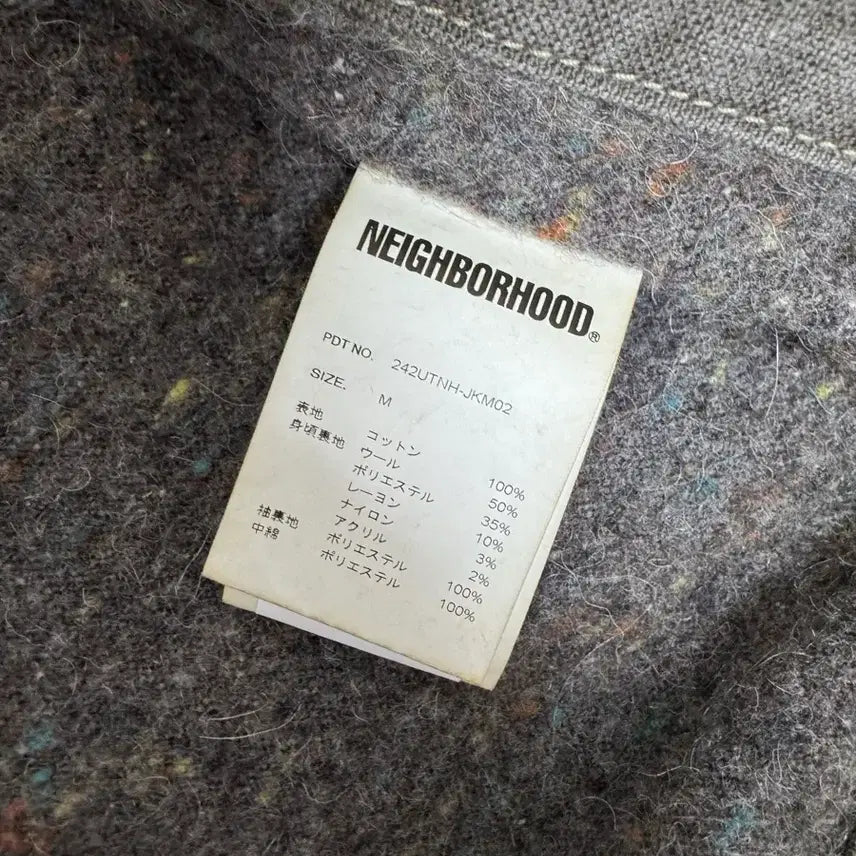 NEIGHBORHOOD®
PDT NO. 242UTNH-JKM02
SIZE. M
表地 コットン 100%
身頃裏地 ウール 50%
ポリエステル 35%
レーヨン 10%
ナイロン 3%
アクリル 2%
袖裏地 ポリエステル 100%
中綿 ポリエステル 100%